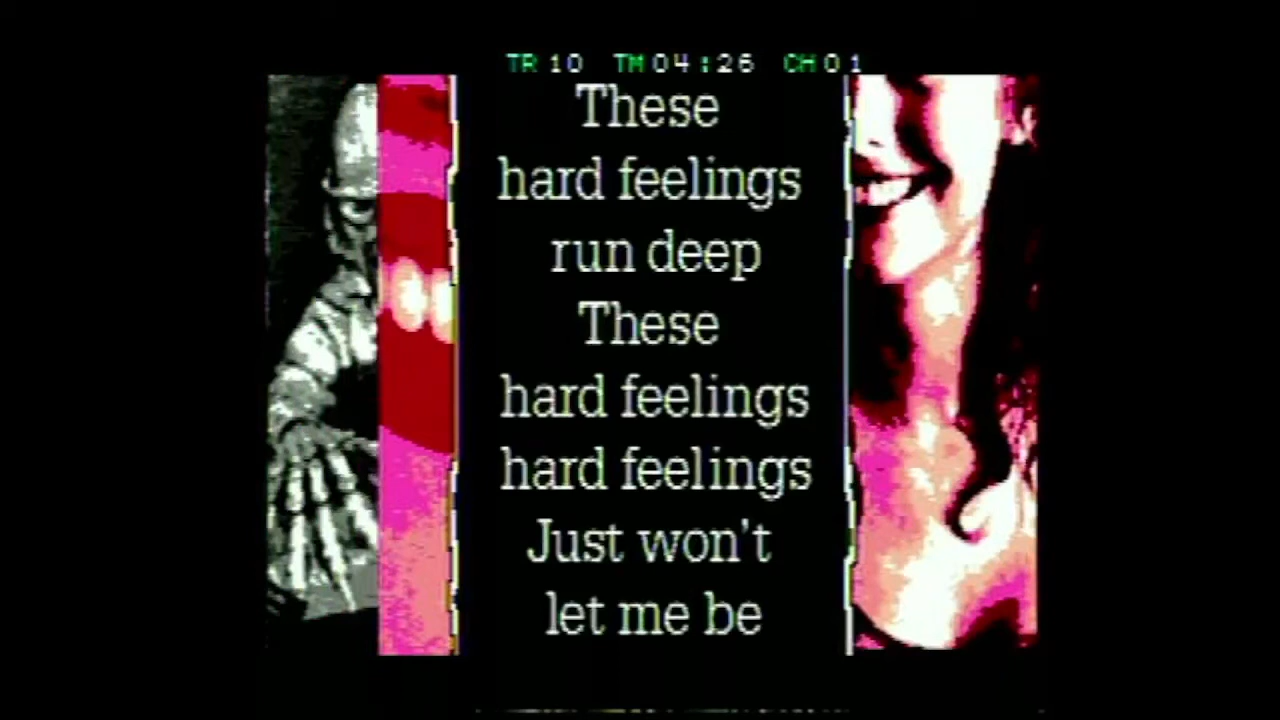 TR 10 TM 04:26 CH 01
These
hard feelings
run deep
These
hard feelings
hard feelings
Just won't
let me be